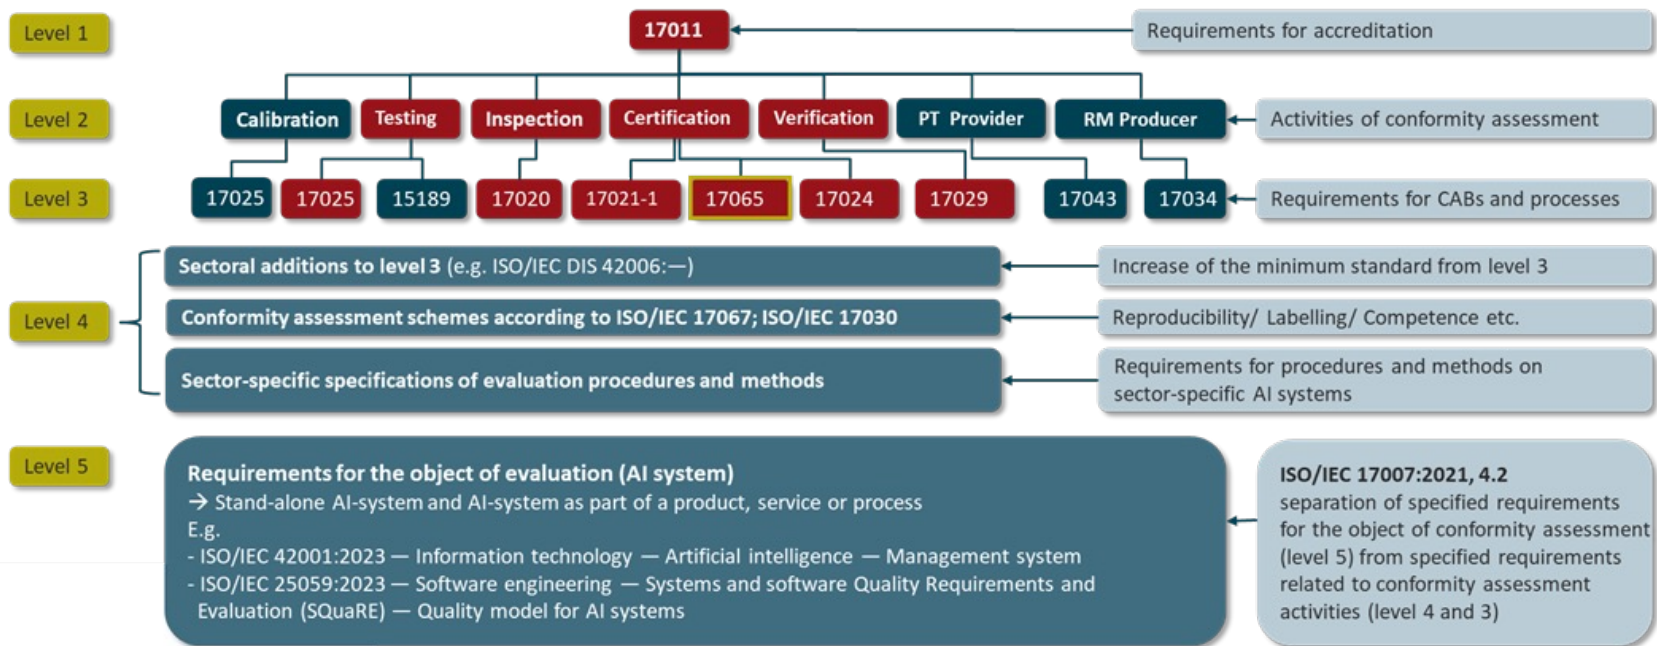 Level 1
17011
Requirements for accreditation
Level 2
Calibration
Testing
Inspection
Certification
Verification
PT Provider
RM Producer
Activities of conformity assessment
Level 3
17025
17025
15189
17020
17021-1
17065
17024
17029
17043
17034
Requirements for CABs and processes
Level 4
Sectoral additions to level 3 (e.g. ISO/IEC DIS 42006:—)
Increase of the minimum standard from level 3
Conformity assessment schemes according to ISO/IEC 17067; ISO/IEC 17030
Reproducibility/ Labelling/ Competence etc.
Sector-specific specifications of evaluation procedures and methods
Requirements for procedures and methods on
sector-specific AI systems
Level 5
Requirements for the object of evaluation (AI system)
→ Stand-alone AI-system and AI-system as part of a product, service or process
E.g.
- ISO/IEC 42001:2023 — Information technology — Artificial intelligence — Management system
- ISO/IEC 25059:2023 — Software engineering — Systems and software Quality Requirements and
Evaluation (SQuaRE) — Quality model for AI systems
ISO/IEC 17007:2021, 4.2
separation of specified requirements
for the object of conformity assessment
(level 5) from specified requirements
related to conformity assessment
activities (level 4 and 3)